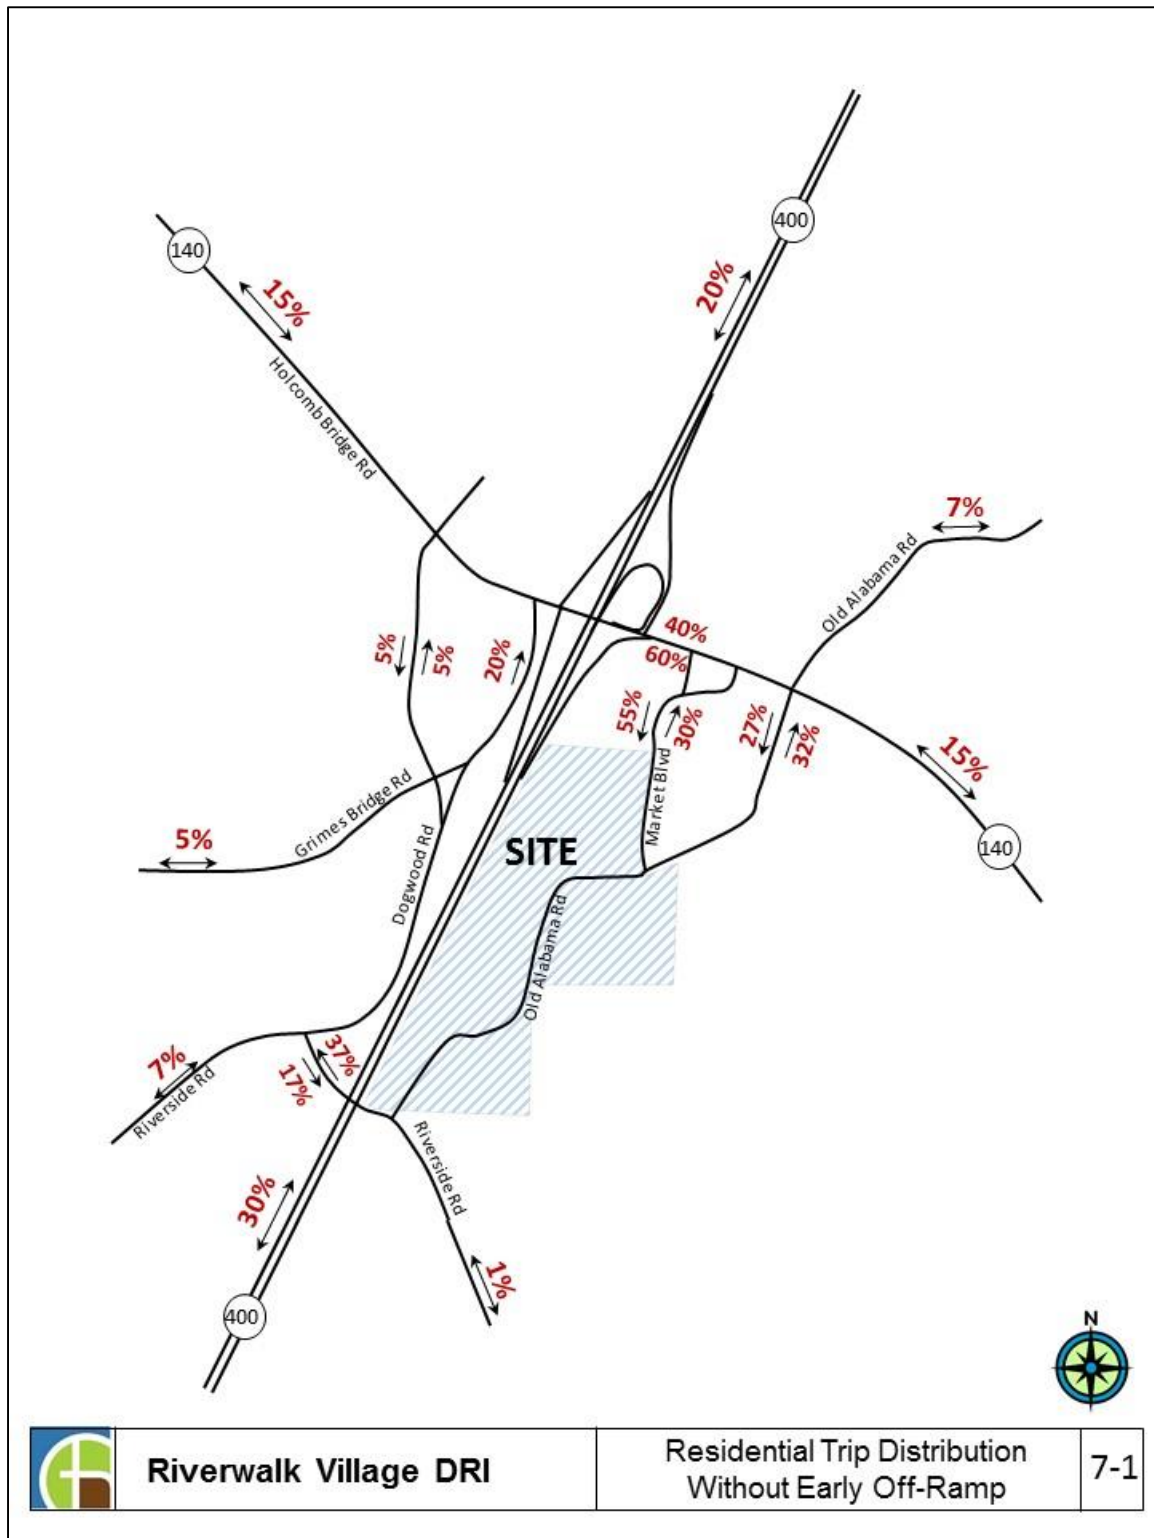 400
140
20%
15%
Holcomb Bridge Rd
7%
Old Alabama Rd
40%
60%
5%
5%
20%
55%
30%
27%
32%
15%
Market Blvd
Grimes Bridge Rd
5%
SITE
140
Dogwood Rd
Old Alabama Rd
37%
17%
7%
Riverside Rd
Riverside Rd
30%
1%
400
N
Riverwalk Village DRI
Residential Trip Distribution
Without Early Off-Ramp
7-1